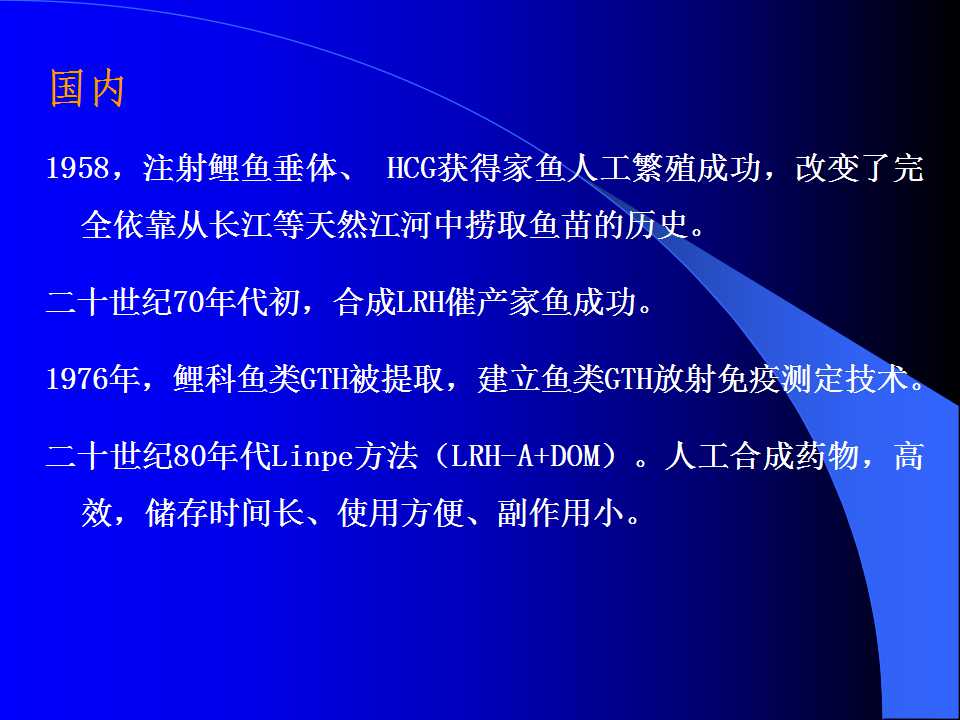 国内
1958，注射鲤鱼垂体、 HCG获得家鱼人工繁殖成功，改变了完
全依靠从长江等天然江河中捞取鱼苗的历史。
二十世纪70年代初，合成LRH催产家鱼成功。
1976年，鲤科鱼类GTH被提取，建立鱼类GTH放射免疫测定技术。
二十世纪80年代Linpe方法（LRH-A+DOM）。人工合成药物，高
效，储存时间长、使用方便、副作用小。